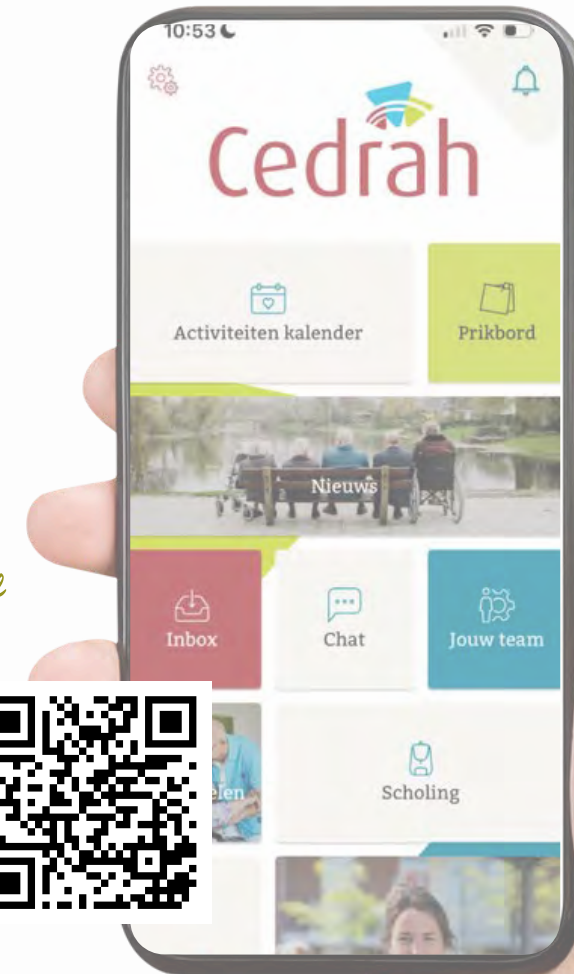 10:53
Cedrah
Activiteiten kalender
Prikbord
Nieuws
Inbox
Chat
Jouw team
Scholing